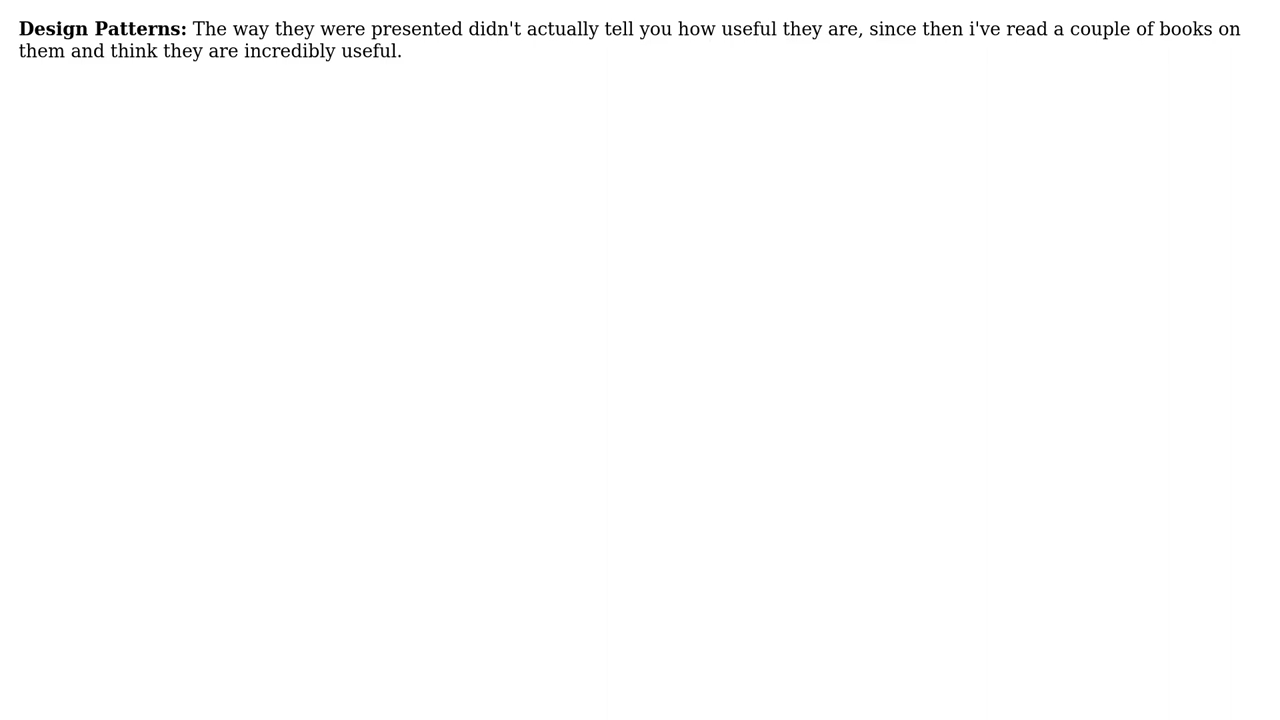 Design Patterns: The way they were presented didn't actually tell you how useful they are, since then i've read a couple of books on
them and think they are incredibly useful.